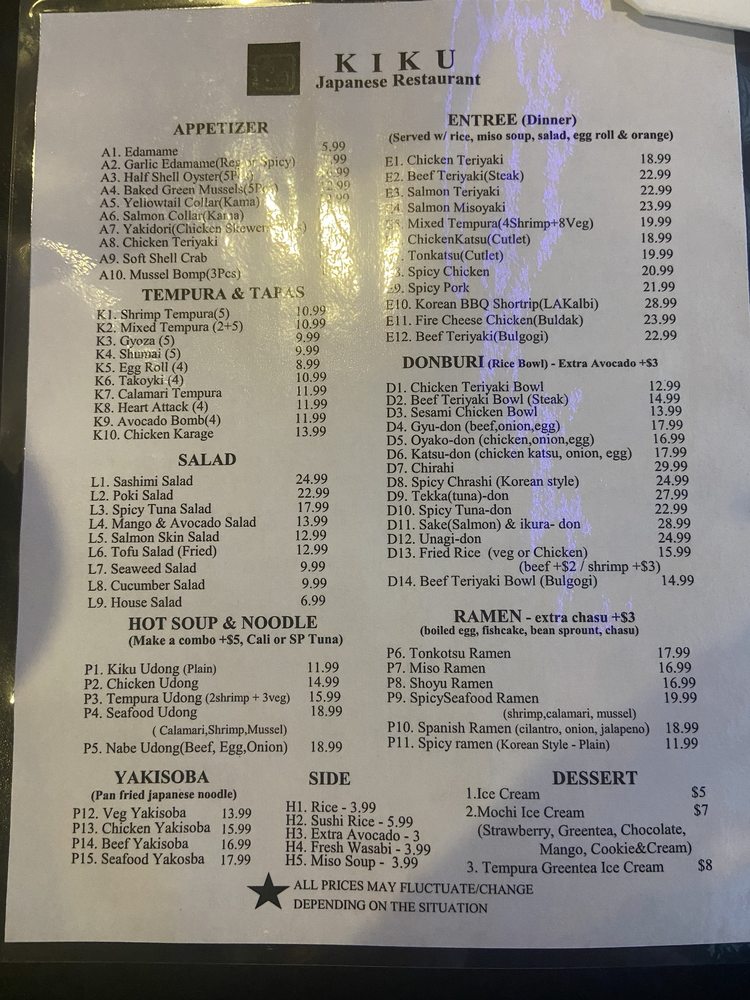 KIKU
Japanese Restaurant
APPETIZER
A1. Edamame 5.99
A2. Garlic Edamame(Reg or Spicy) .99
A3. Half Shell Oyster(5P
A4. Baked Green Mussels(5Pcs)
A5. Yellowtail Collar(Kama)
A6. Salmon Collar(Kama)
A7. Yakidori(Chicken Skewer
A8. Chicken Teriyaki
A9. Soft Shell Crab
A10. Mussel Bomp(3Pcs)
TEMPURA & TAPAS
K1. Shrimp Tempura(5) 10.99
K2. Mixed Tempura (2+5) 10.99
K3. Gyoza (5) 9.99
K4. Shumai (5) 9.99
K5. Egg Roll (4) 8.99
K6. Takoyki (4) 10.99
K7. Calamari Tempura 11.99
K8. Heart Attack (4) 11.99
K9. Avocado Bomb(4) 11.99
K10. Chicken Karage 13.99
SALAD
L1. Sashimi Salad 24.99
L2. Poki Salad 22.99
L3. Spicy Tuna Salad 17.99
L4. Mango & Avocado Salad 13.99
L5. Salmon Skin Salad 12.99
L6. Tofu Salad (Fried) 12.99
L7. Seaweed Salad 9.99
L8. Cucumber Salad 9.99
L9. House Salad 6.99
HOT SOUP & NOODLE
(Make a combo +$5, Cali or SP Tuna)
P1. Kiku Udong (Plain) 11.99
P2. Chicken Udong 14.99
P3. Tempura Udong (2shrimp + 3veg) 15.99
P4. Seafood Udong 18.99
( Calamari,Shrimp,Mussel)
P5. Nabe Udong(Beef, Egg,Onion) 18.99
YAKISOBA
(Pan fried japanese noodle)
P12. Veg Yakisoba 13.99
P13. Chicken Yakisoba 15.99
P14. Beef Yakisoba 16.99
P15. Seafood Yakosba 17.99
SIDE
H1. Rice - 3.99
H2. Sushi Rice - 5.99
H3. Extra Avocado - 3
H4. Fresh Wasabi - 3.99
H5. Miso Soup - 3.99
ENTREE (Dinner)
(Served w/ rice, miso soup, salad, egg roll & orange)
E1. Chicken Teriyaki 18.99
E2. Beef Teriyaki(Steak) 22.99
E3. Salmon Teriyaki 22.99
Salmon Misoyaki 23.99
Mixed Tempura(4Shrimp+8Veg) 19.99
ChickenKatsu(Cutlet) 18.99
Tonkatsu(Cutlet) 19.99
Spicy Chicken 20.99
E9. Spicy Pork 21.99
E10. Korean BBQ Shortrip(LAKalbi) 28.99
E11. Fire Cheese Chicken(Buldak) 23.99
E12. Beef Teriyaki(Bulgogi) 22.99
DONBURI (Rice Bowl) - Extra Avocado +$3
D1. Chicken Teriyaki Bowl 12.99
D2. Beef Teriyaki Bowl (Steak) 14.99
D3. Sesami Chicken Bowl 13.99
D4. Gyu-don (beef,onion,egg) 17.99
D5. Oyako-don (chicken,onion,egg) 16.99
D6. Katsu-don (chicken katsu, onion, egg) 17.99
D7. Chirahi 29.99
D8. Spicy Chrashi (Korean style) 24.99
D9. Tekka(tuna)-don 27.99
D10. Spicy Tuna-don 22.99
D11. Sake(Salmon) & ikura- don 28.99
D12. Unagi-don 24.99
D13. Fried Rice (veg or Chicken) 15.99
(beef +$2 / shrimp +$3)
D14. Beef Teriyaki Bowl (Bulgogi) 14.99
RAMEN - extra chasu +$3
(boiled egg, fishcake, bean sprount, chasu)
P6. Tonkotsu Ramen 17.99
P7. Miso Ramen 16.99
P8. Shoyu Ramen 16.99
P9. SpicySeafood Ramen 19.99
(shrimp,calamari, mussel)
P10. Spanish Ramen (cilantro, onion, jalapeno) 18.99
P11. Spicy ramen (Korean Style - Plain) 11.99
DESSERT
1.Ice Cream $5
2.Mochi Ice Cream $7
(Strawberry, Greentea, Chocolate,
Mango, Cookie&Cream)
3. Tempura Greentea Ice Cream $8
ALL PRICES MAY FLUCTUATE/CHANGE
DEPENDING ON THE SITUATION